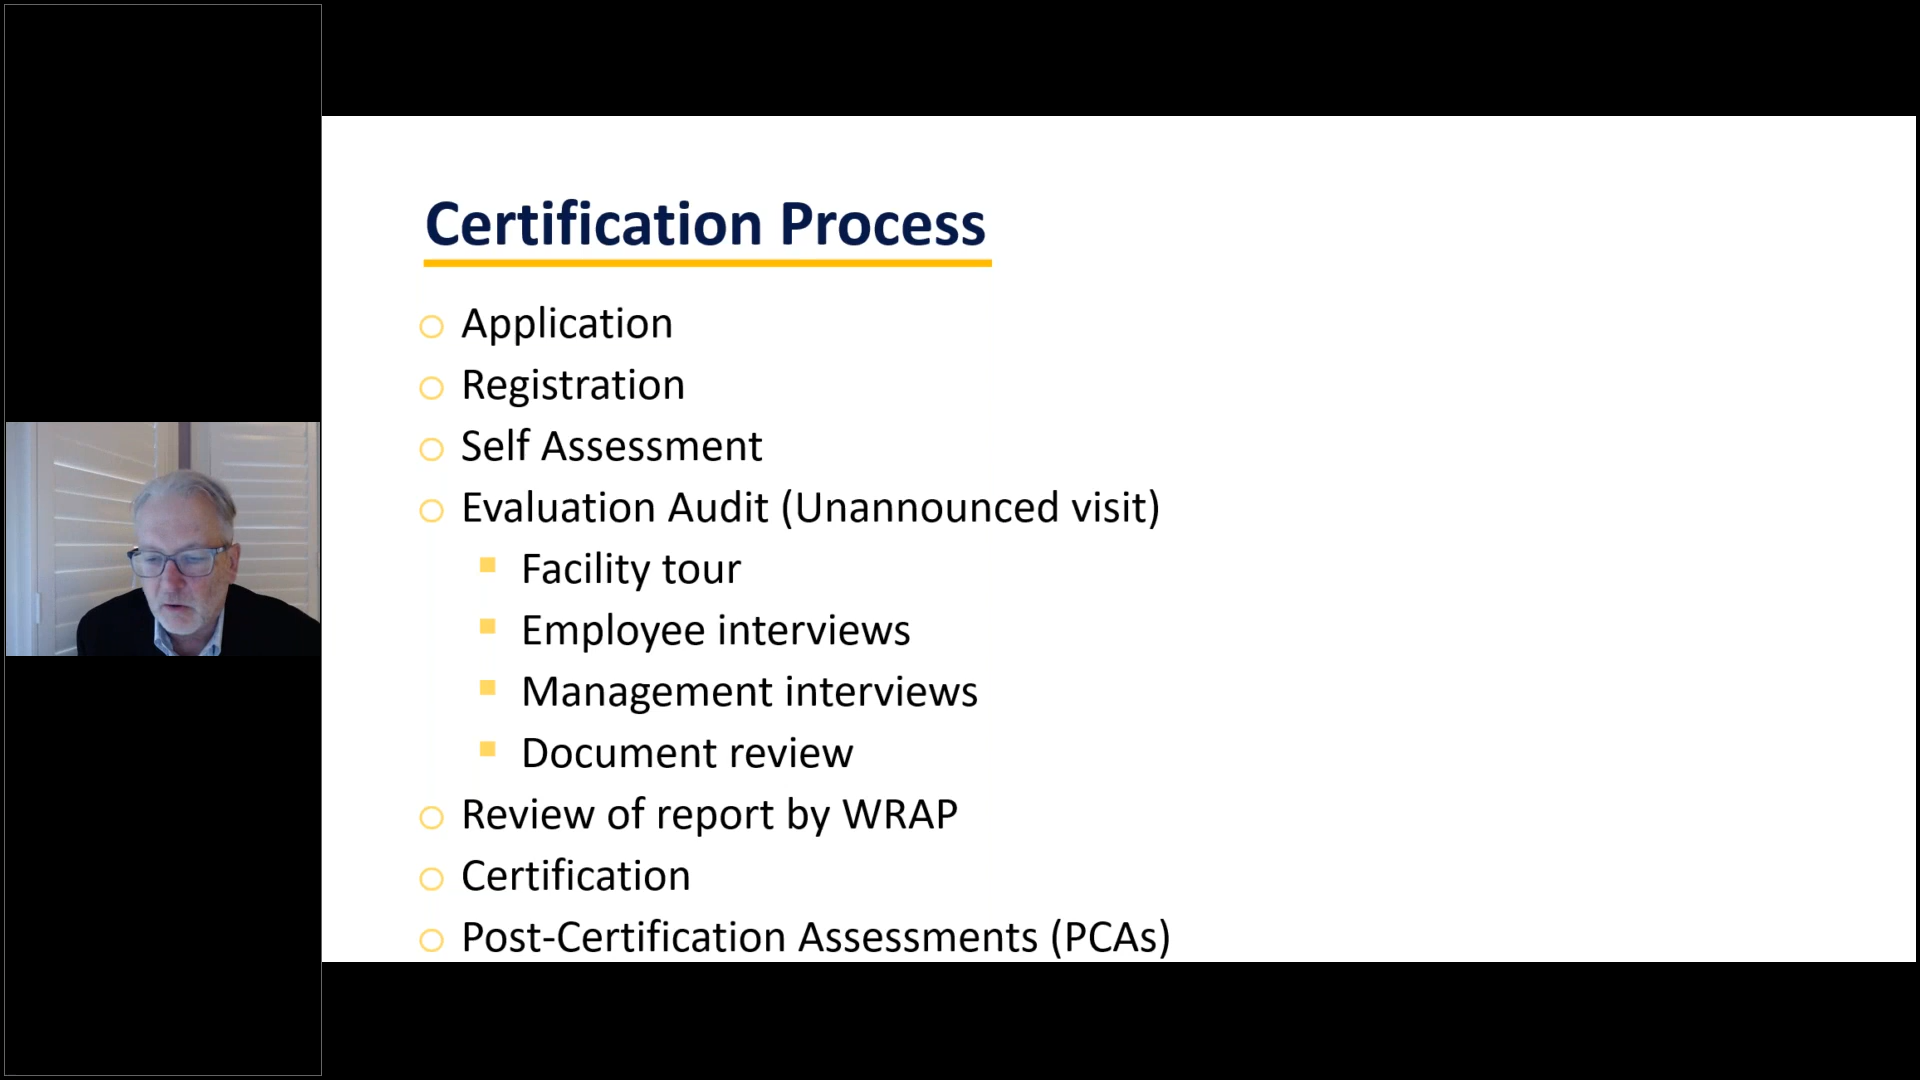 Certification Process
Application
Registration
Self Assessment
Evaluation Audit (Unannounced visit)
Facility tour
Employee interviews
Management interviews
Document review
Review of report by WRAP
Certification
Post-Certification Assessments (PCAs)